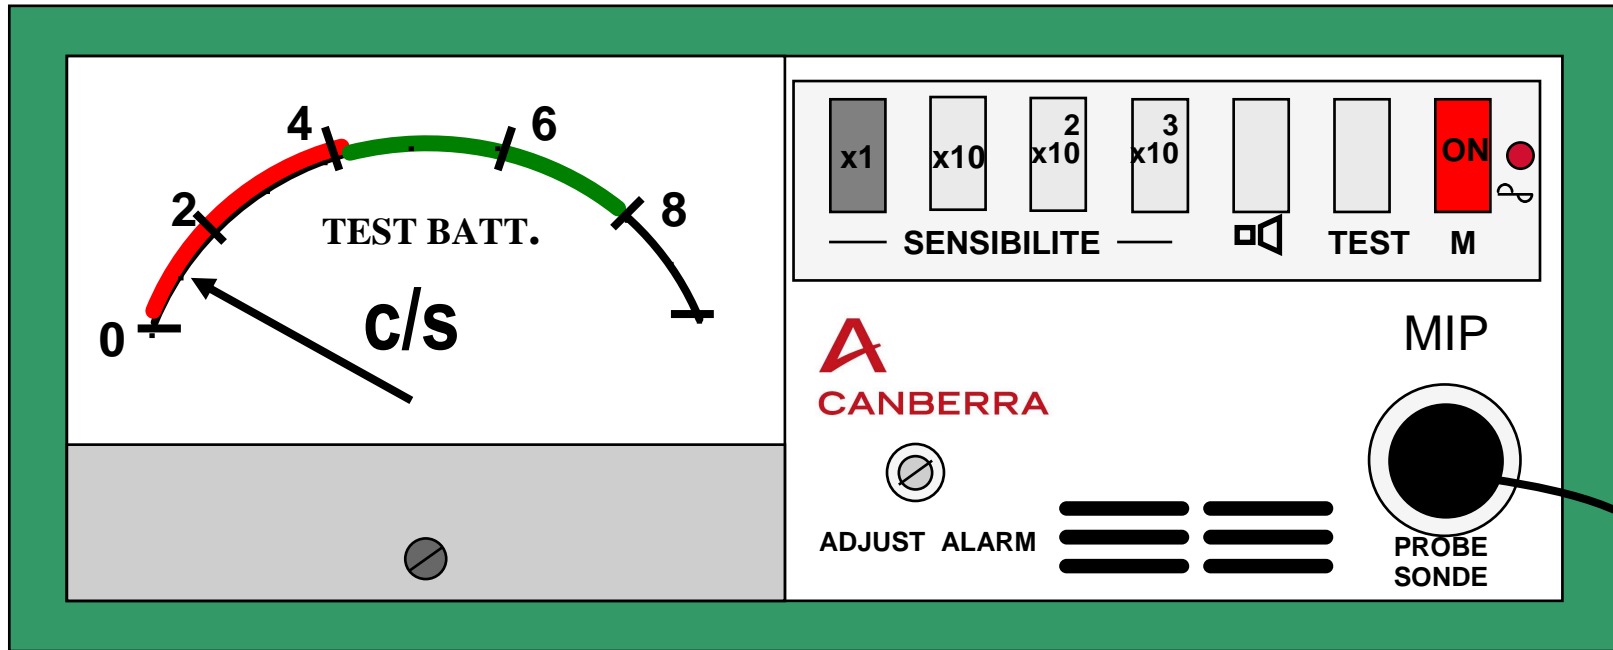 0 2 4 6 8
TEST BATT.
c/s
x1 x10 x10 2 x10 3 ON
SENSIBILITE TEST M
MIP
CANBERRA
ADJUST ALARM
PROBE
SONDE